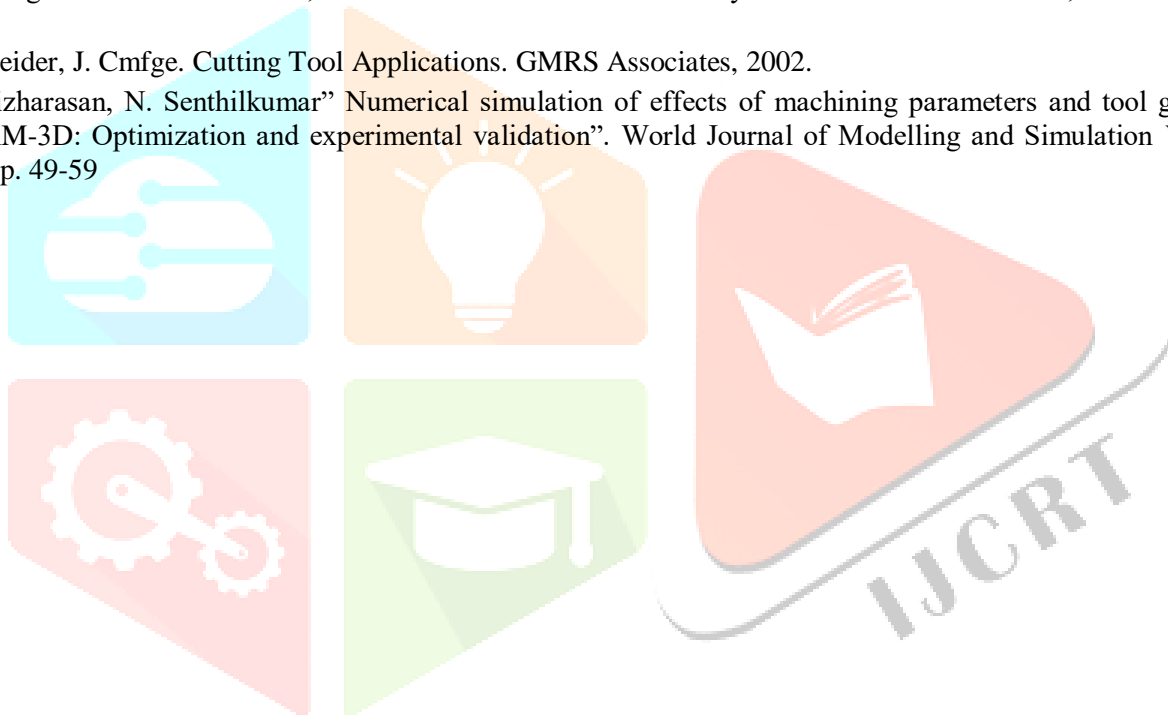 eider, J. Cmfge. Cutting Tool Applications. GMRS Associates, 2002.
izharasan, N. Senthilkumar” Numerical simulation of effects of machining parameters and tool g
M-3D: Optimization and experimental validation”. World Journal of Modelling and Simulation
p. 49-59
IJCRT